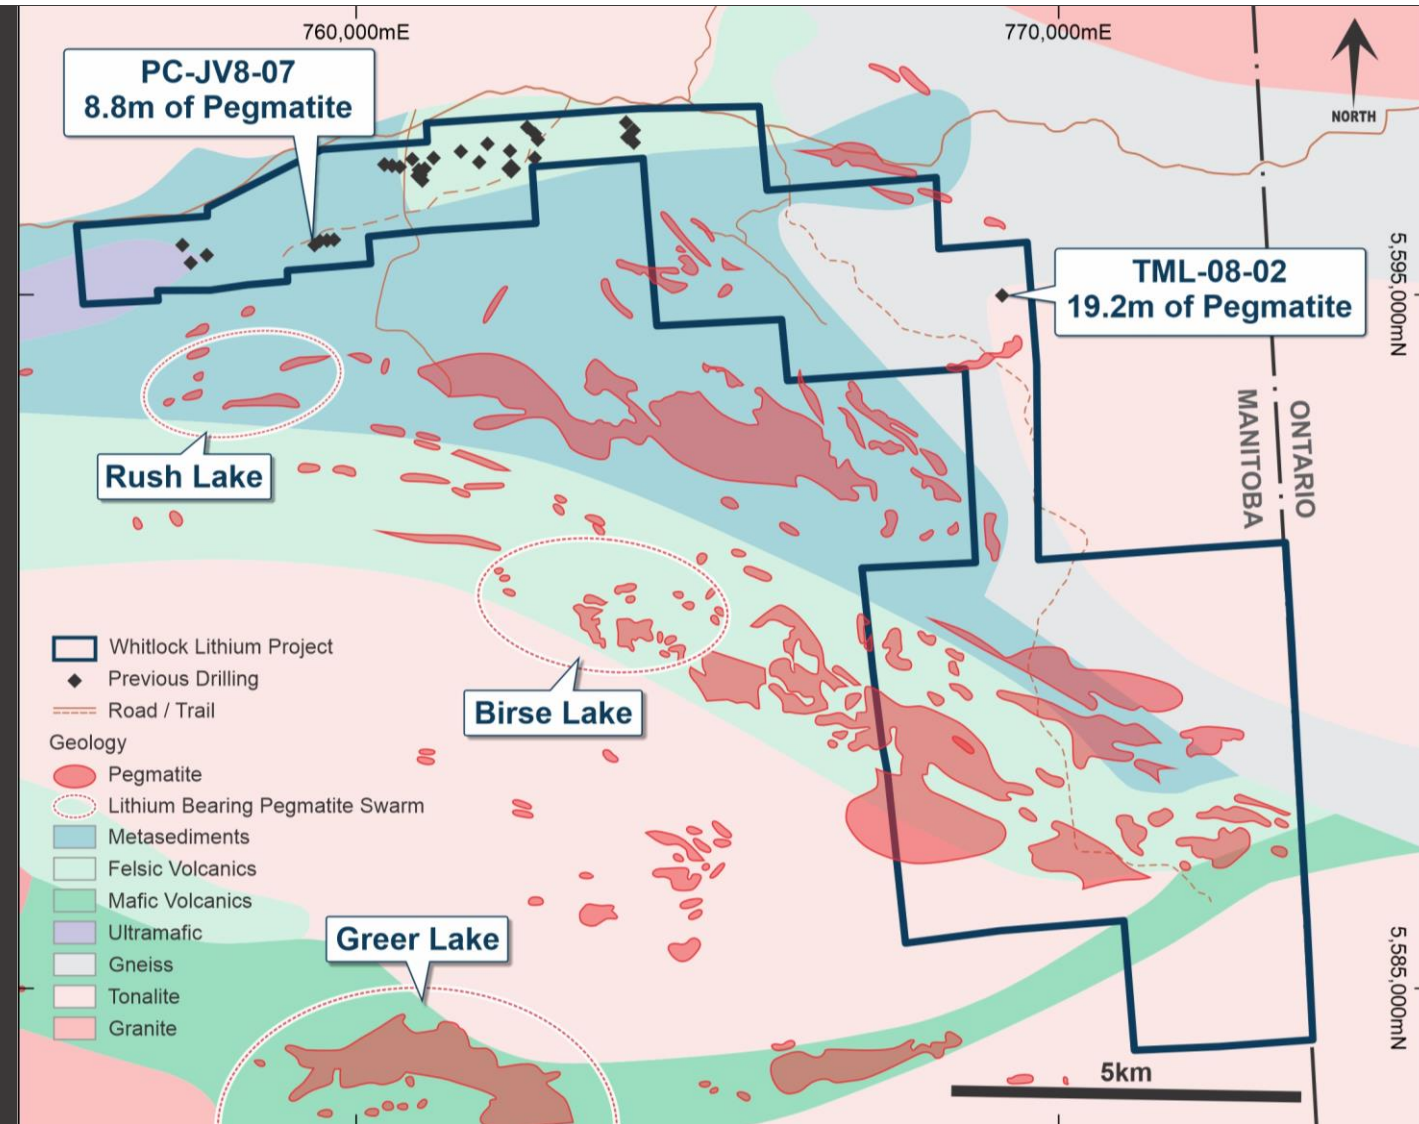 760,000mE
770,000mE
PC-JV8-07
8.8m of Pegmatite
NORTH
TML-08-02
19.2m of Pegmatite
5,595,000mN
MANITOBA
ONTARIO
Rush Lake
Birse Lake
Whitlock Lithium Project
Previous Drilling
Road / Trail
Geology
Pegmatite
Lithium Bearing Pegmatite Swarm
Metasediments
Felsic Volcanics
Mafic Volcanics
Ultramafic
Gneiss
Tonalite
Granite
Greer Lake
5,585,000mN
5km